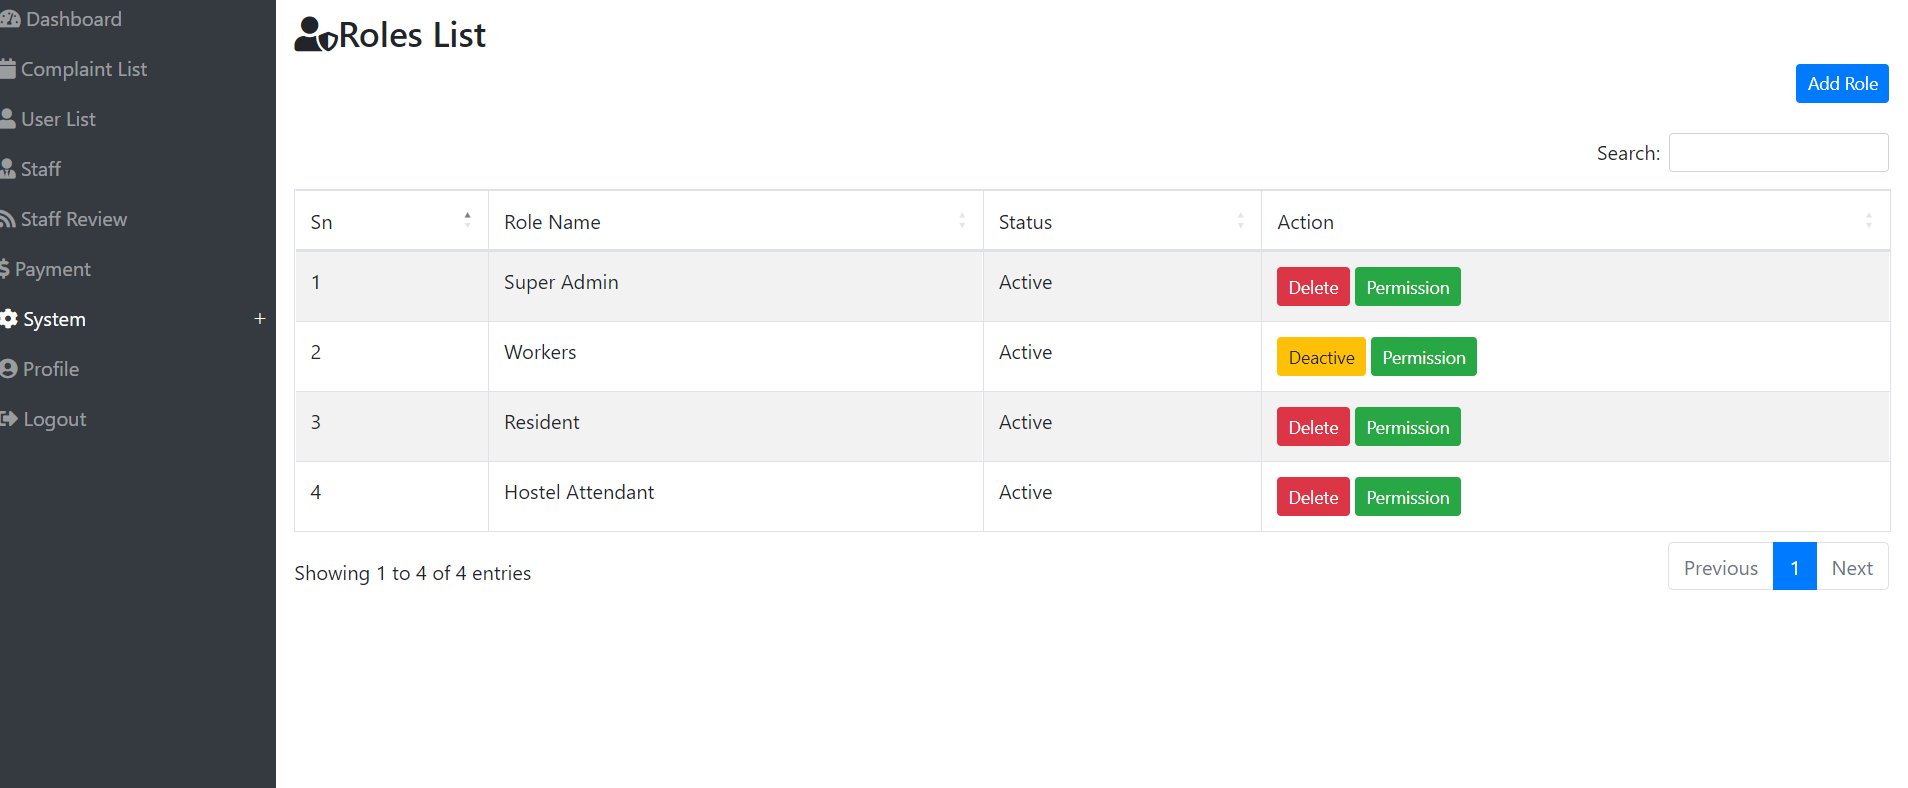 Dashboard
Complaint List
User List
Staff
Staff Review
Payment
System +
Profile
Logout
Roles List
Add Role
Search:
Sn Role Name Status Action
1 Super Admin Active Delete Permission
2 Workers Active Deactive Permission
3 Resident Active Delete Permission
4 Hostel Attendant Active Delete Permission
Showing 1 to 4 of 4 entries
Previous 1 Next